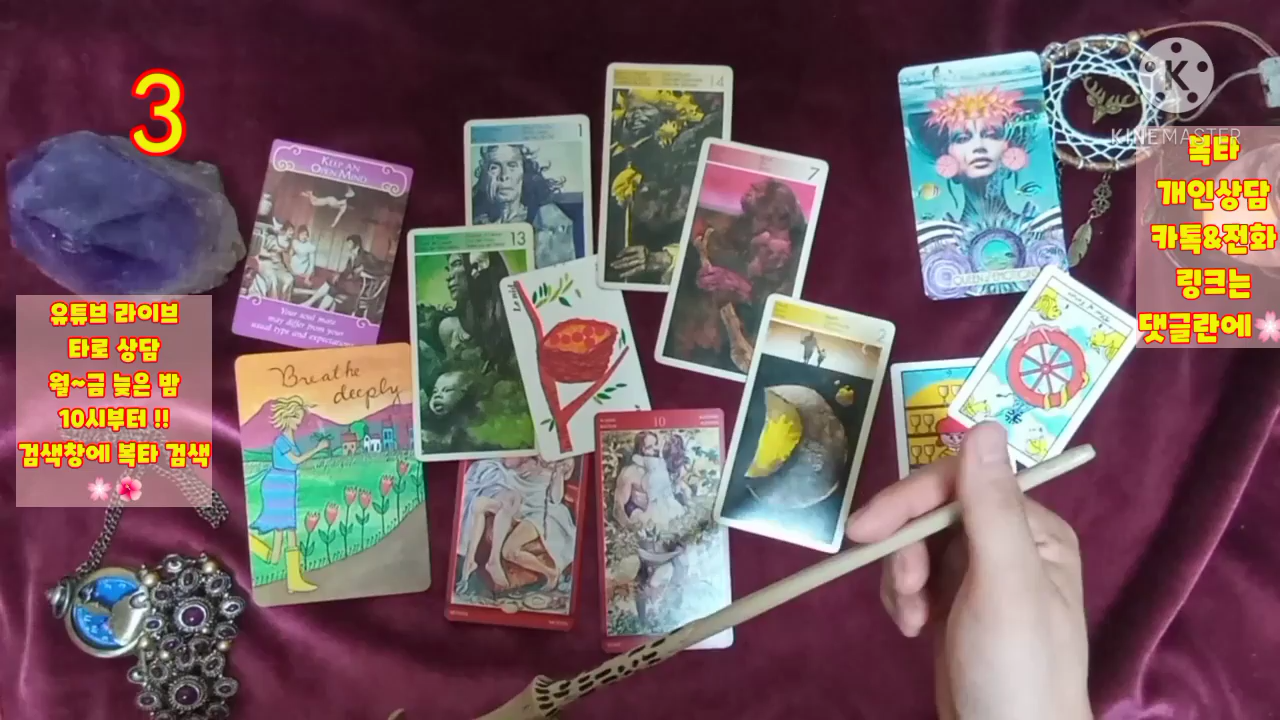 3
유튜브 라이브
타로 상담
월~금 늦은 밤
10시부터 !!
검색창에 복타 검색
KEEP AN
OPEN MIND
Your soul mate
may differ from your
usual type and expectations.
Breathe
deeply
1
13
14
7
Le nid
10
2
K
KINEMASTER
복타
개인상담
카톡&전화
링크는
댓글란에